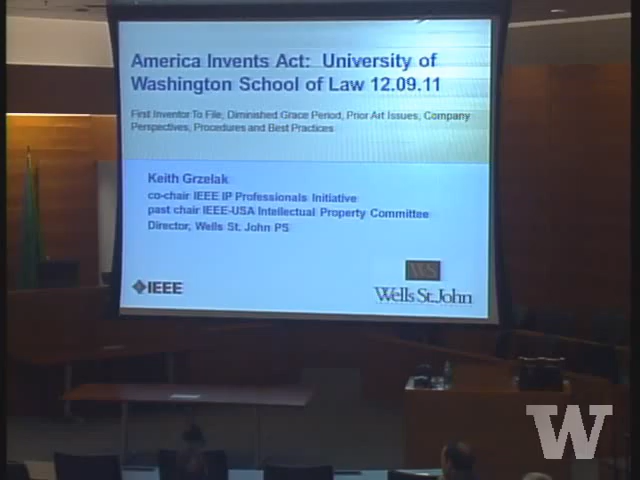 America Invents Act: University of
Washington School of Law 12.09.11
First Inventor To File, Diminished Grace Period, Prior Art Issues, Company
Perspectives, Procedures and Best Practices
Keith Grzelak
co-chair IEEE IP Professionals Initiative
past chair IEEE-USA Intellectual Property Committee
Director, Wells St. John PS
IEEE
WS
Wells St. John
W